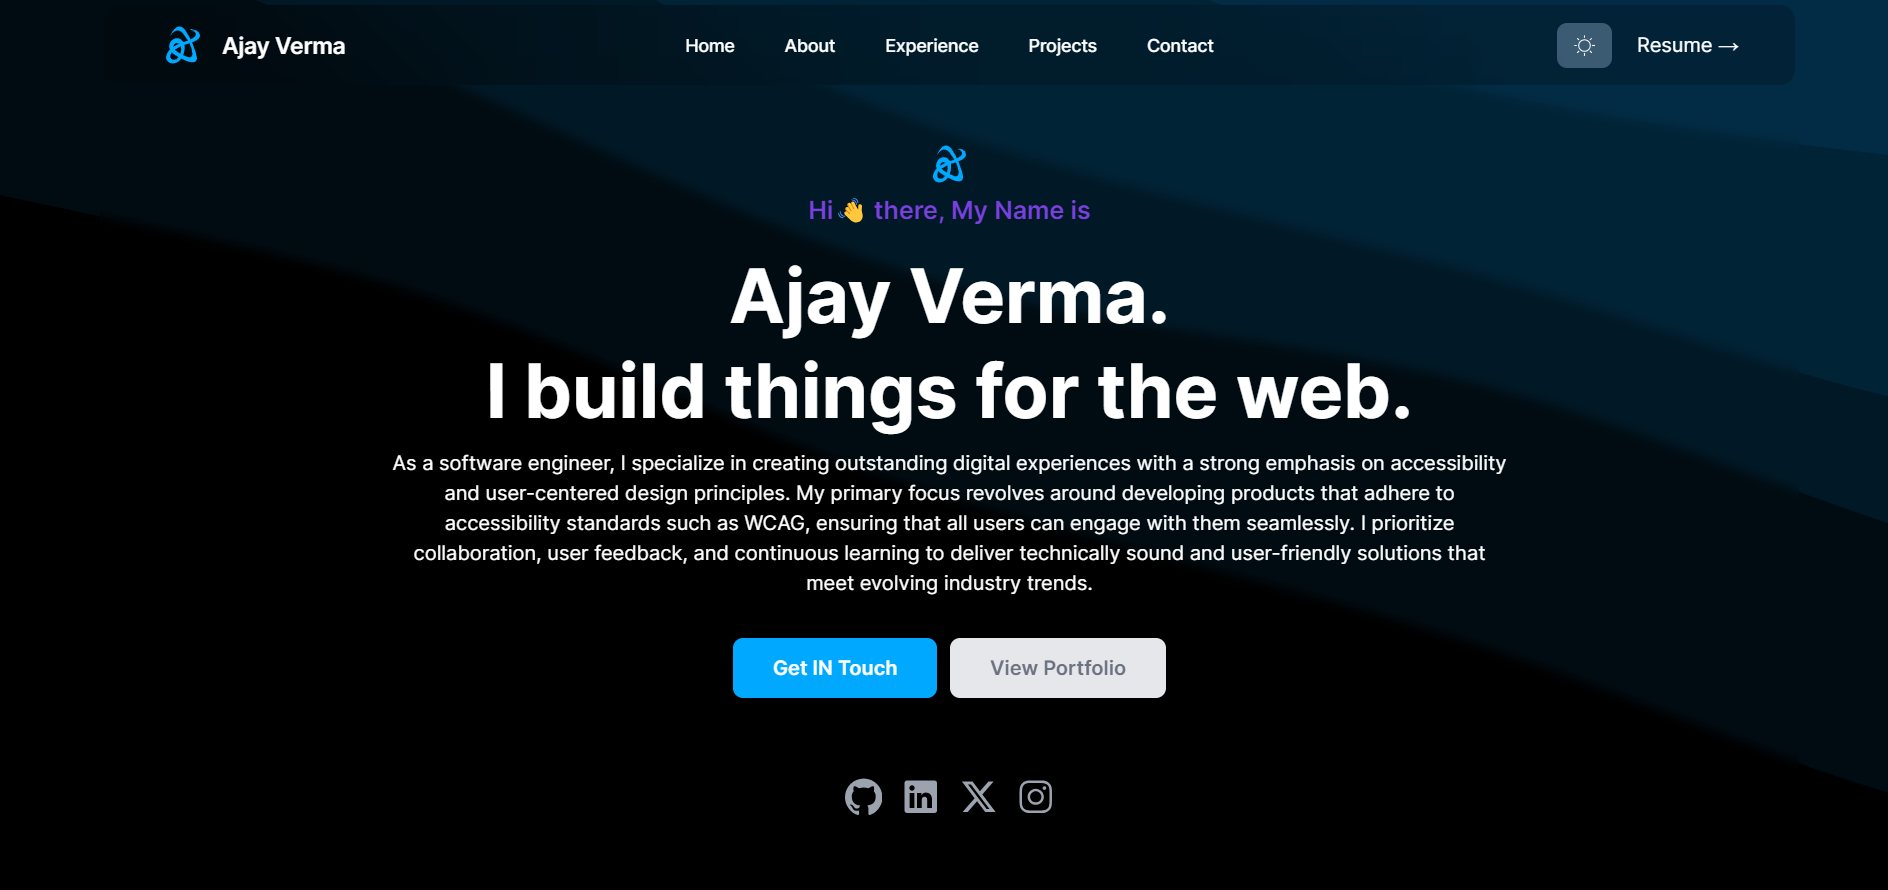 Ajay Verma
Home
About
Experience
Projects
Contact
Resume →
Hi 👋 there, My Name is
Ajay Verma.
I build things for the web.
As a software engineer, I specialize in creating outstanding digital experiences with a strong emphasis on accessibility
and user-centered design principles. My primary focus revolves around developing products that adhere to
accessibility standards such as WCAG, ensuring that all users can engage with them seamlessly. I prioritize
collaboration, user feedback, and continuous learning to deliver technically sound and user-friendly solutions that
meet evolving industry trends.
Get IN Touch
View Portfolio